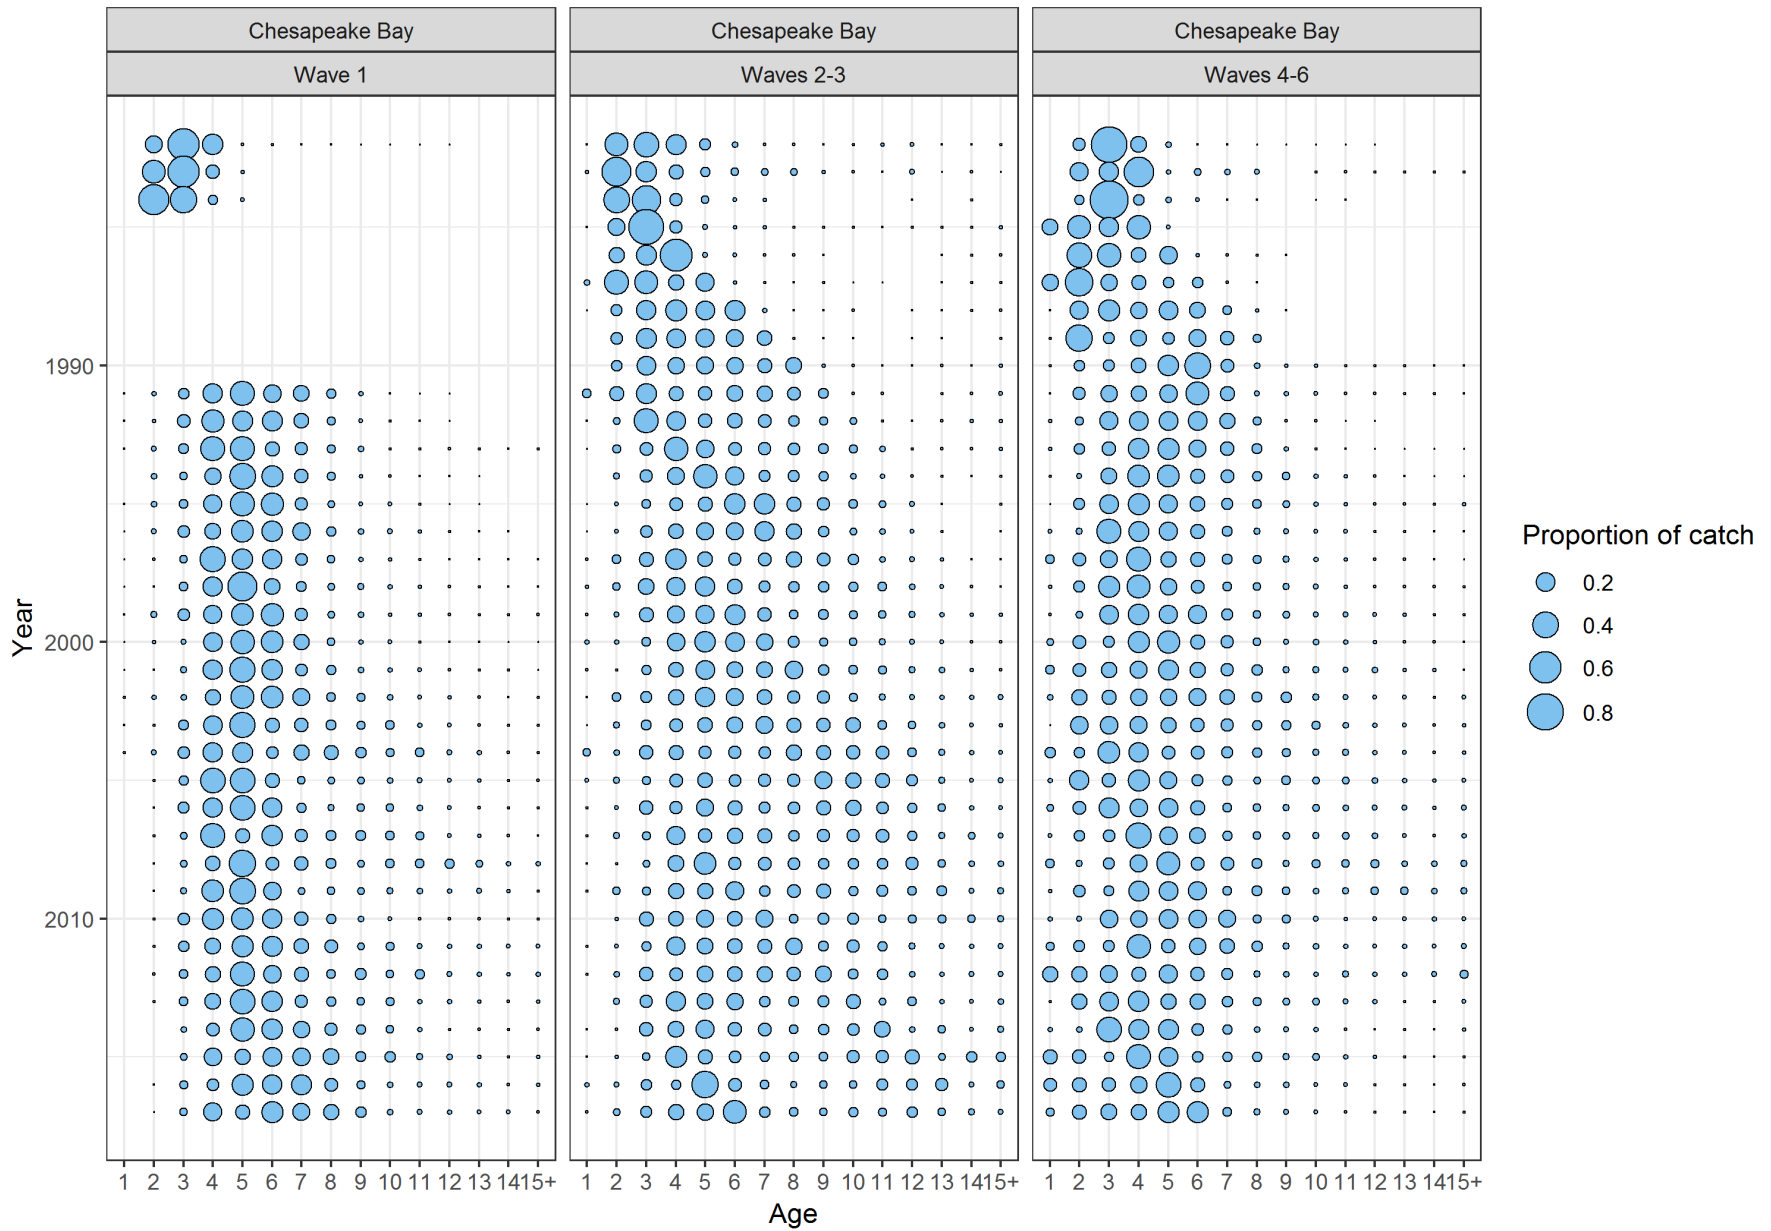 Chesapeake Bay Chesapeake Bay Chesapeake Bay
Wave 1 Waves 2-3 Waves 4-6
1990
2000
2010
Year
1 2 3 4 5 6 7 8 9 10 11 12 13 14 15+ 1 2 3 4 5 6 7 8 9 10 11 12 13 14 15+ 1 2 3 4 5 6 7 8 9 10 11 12 13 14 15+
Age
Proportion of catch
0.2
0.4
0.6
0.8